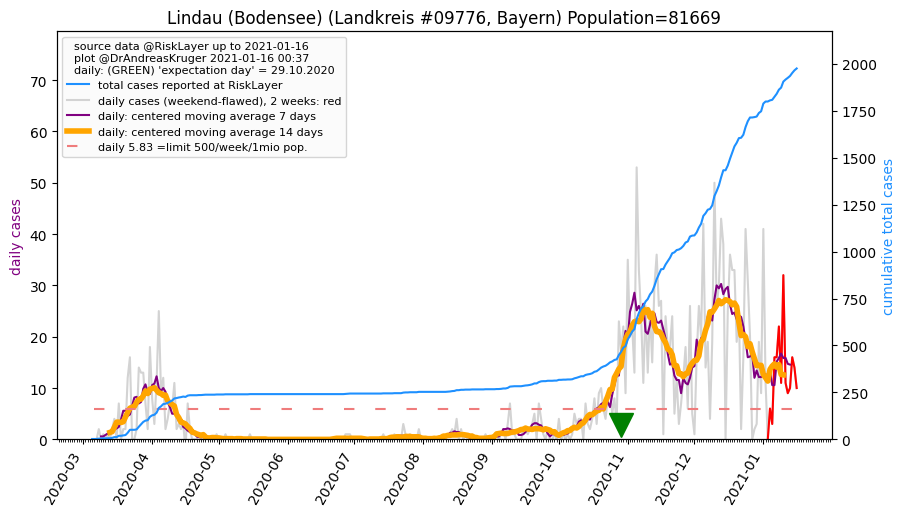 Lindau (Bodensee) (Landkreis #09776, Bayern) Population=81669
source data @RiskLayer up to 2021-01-16
plot @DrAndreasKruger 2021-01-16 00:37
daily: (GREEN) 'expectation day' = 29.10.2020
total cases reported at RiskLayer
daily cases (weekend-flawed), 2 weeks: red
daily: centered moving average 7 days
daily: centered moving average 14 days
daily 5.83 =limit 500/week/1mio pop.
daily cases
70
60
50
40
30
20
10
0
cumulative total cases
2000
1750
1500
1250
1000
750
500
250
0
2020-03
2020-04
2020-05
2020-06
2020-07
2020-08
2020-09
2020-10
2020-11
2020-12
2021-01